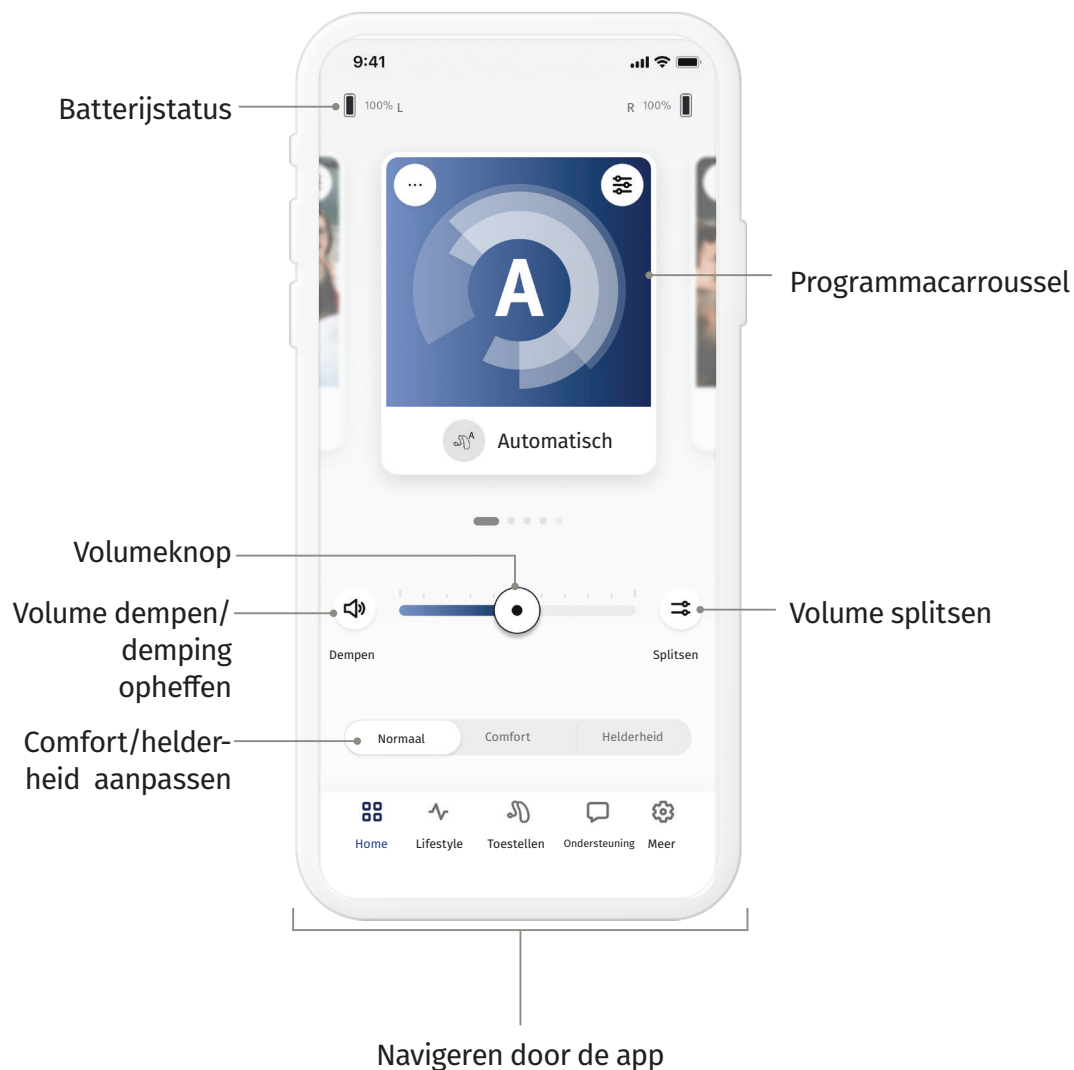 9:41
Batterijstatus
100% L
R 100%
...
A
Programmacarroussel
A
Automatisch
Volumeknop
Volume dempen/
demping
opheffen
Volume splitsen
Dempen
Splitsen
Comfort/helder-
heid aanpassen
Normaal
Comfort
Helderheid
Home
Lifestyle
Toestellen
Ondersteuning
Meer
Navigeren door de app